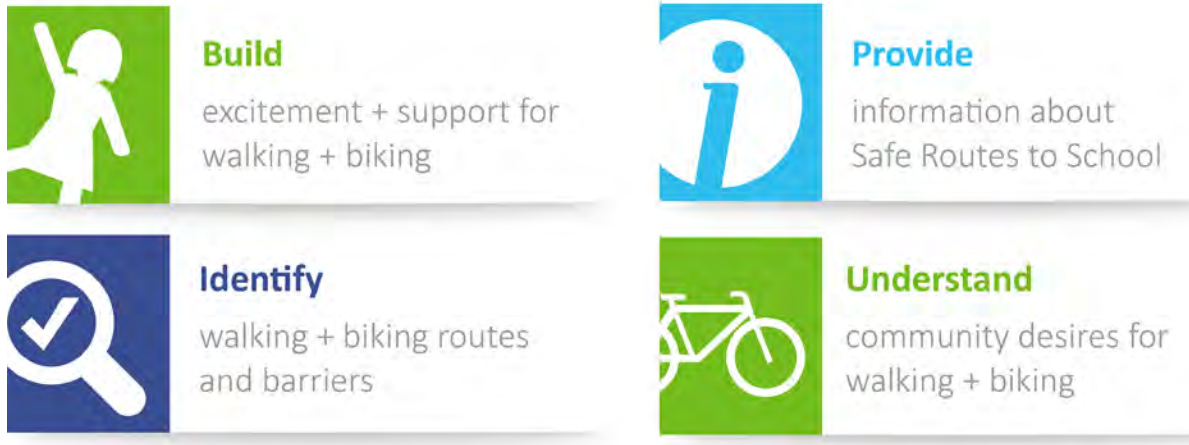 Build
excitement + support for
walking + biking
Provide
information about
Safe Routes to School
Identify
walking + biking routes
and barriers
Understand
community desires for
walking + biking